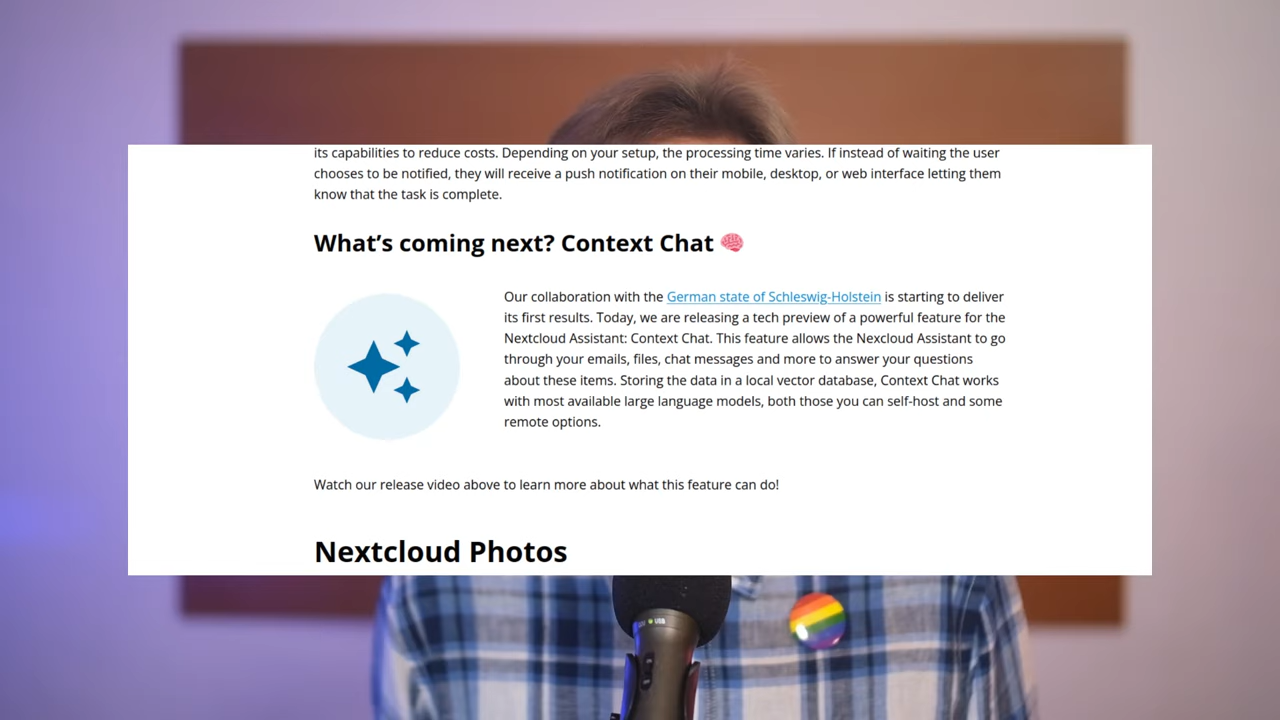 its capabilities to reduce costs. Depending on your setup, the processing time varies. If instead of waiting the user
chooses to be notified, they will receive a push notification on their mobile, desktop, or web interface letting them
know that the task is complete.
What's coming next? Context Chat 🧠
Our collaboration with the German state of Schleswig-Holstein is starting to deliver
its first results. Today, we are releasing a tech preview of a powerful feature for the
Nextcloud Assistant: Context Chat. This feature allows the Nexcloud Assistant to go
through your emails, files, chat messages and more to answer your questions
about these items. Storing the data in a local vector database, Context Chat works
with most available large language models, both those you can self-host and some
remote options.
Watch our release video above to learn more about what this feature can do!
Nextcloud Photos
USB